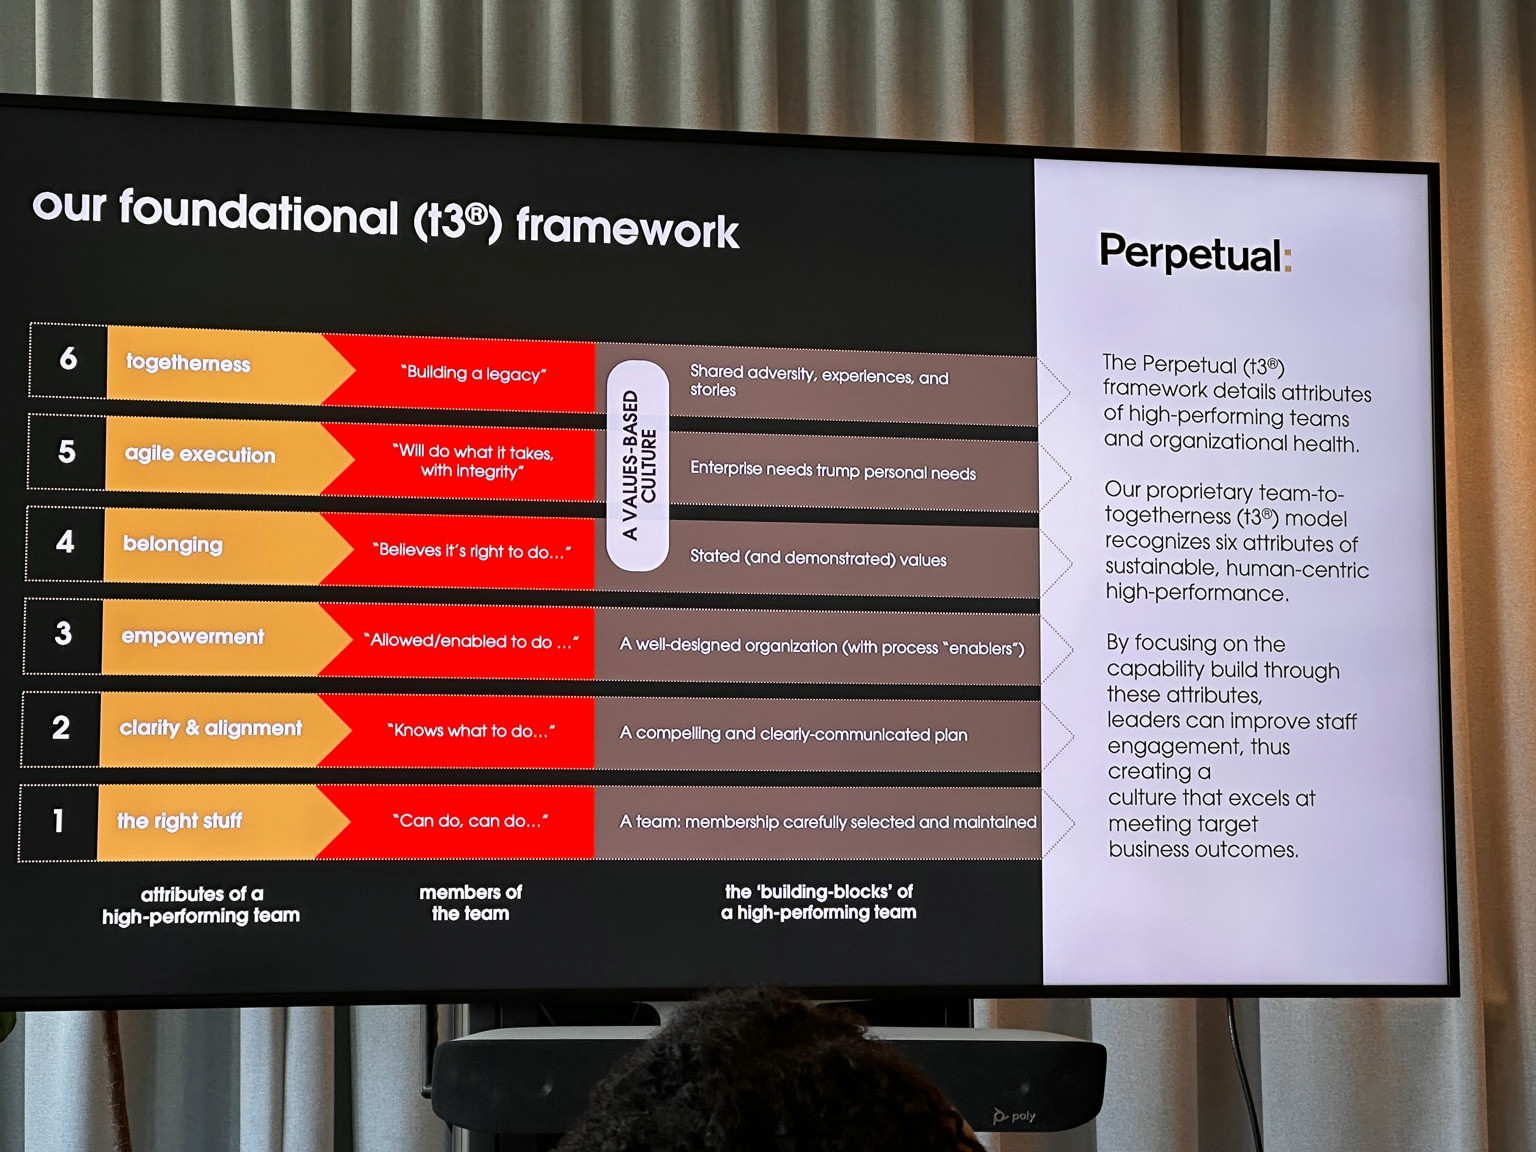 our foundational (t3®) framework
6
togetherness
“Building a legacy”
Shared adversity, experiences, and
stories
5
agile execution
“Will do what it takes,
with integrity”
Enterprise needs trump personal needs
4
belonging
“Believes it’s right to do...”
Stated (and demonstrated) values
A VALUES-BASED
CULTURE
3
empowerment
“Allowed/enabled to do ...”
A well-designed organization (with process “enablers”)
2
clarity & alignment
“Knows what to do...”
A compelling and clearly-communicated plan
1
the right stuff
“Can do, can do...”
A team: membership carefully selected and maintained
attributes of a
high-performing team
members of
the team
the ‘building-blocks’ of
a high-performing team
Perpetual:
The Perpetual (t3®)
framework details attributes
of high-performing teams
and organizational health.
Our proprietary team-to-
togetherness (t3®) model
recognizes six attributes of
sustainable, human-centric
high-performance.
By focusing on the
capability build through
these attributes,
leaders can improve staff
engagement, thus
creating a
culture that excels at
meeting target
business outcomes.
poly